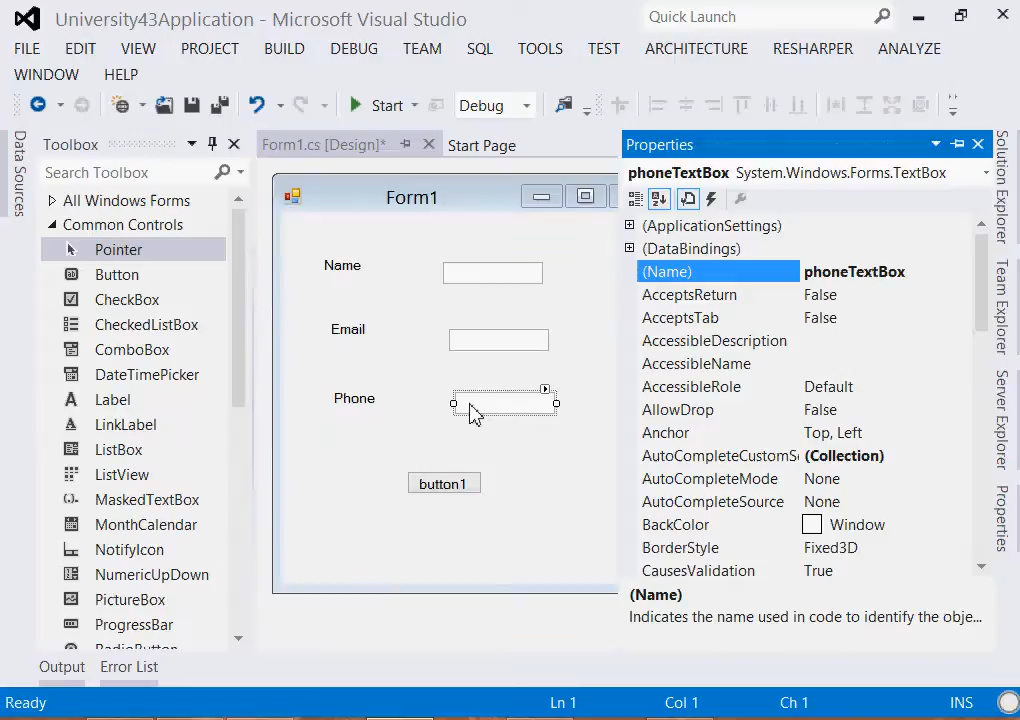 University43Application - Microsoft Visual Studio
Quick Launch
FILE EDIT VIEW PROJECT BUILD DEBUG TEAM SQL TOOLS TEST ARCHITECTURE RESHARPER ANALYZE
WINDOW HELP
Start Debug
Data Sources
Toolbox
Search Toolbox
All Windows Forms
Common Controls
Pointer
Button
CheckBox
CheckedListBox
ComboBox
DateTimePicker
Label
LinkLabel
ListBox
ListView
MaskedTextBox
MonthCalendar
NotifyIcon
NumericUpDown
PictureBox
ProgressBar
RadioButton
Form1.cs [Design]* Start Page
Form1
Name
Email
Phone
button1
Properties
phoneTextBox System.Windows.Forms.TextBox
(ApplicationSettings)
(DataBindings)
(Name) phoneTextBox
AcceptsReturn False
AcceptsTab False
AccessibleDescription
AccessibleName
AccessibleRole Default
AllowDrop False
Anchor Top, Left
AutoCompleteCustomS (Collection)
AutoCompleteMode None
AutoCompleteSource None
BackColor Window
BorderStyle Fixed3D
CausesValidation True
(Name)
Indicates the name used in code to identify the obje...
Solution Explorer
Team Explorer
Server Explorer
Properties
Output Error List
Ready Ln 1 Col 1 Ch 1 INS